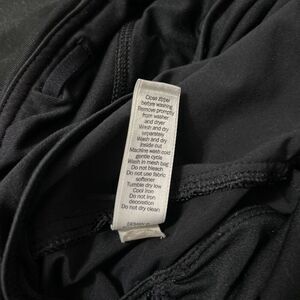 Close zipper
before washing
Remove promptly
from washer
and dryer
Wash and dry
separately
Wash and dry
inside out
Machine wash cold
gentle cycle
Wash in mesh bag
Do not bleach
Do not use fabric
softener
Tumble dry low
Cool iron
Do not iron
decoration
Do not dry clean